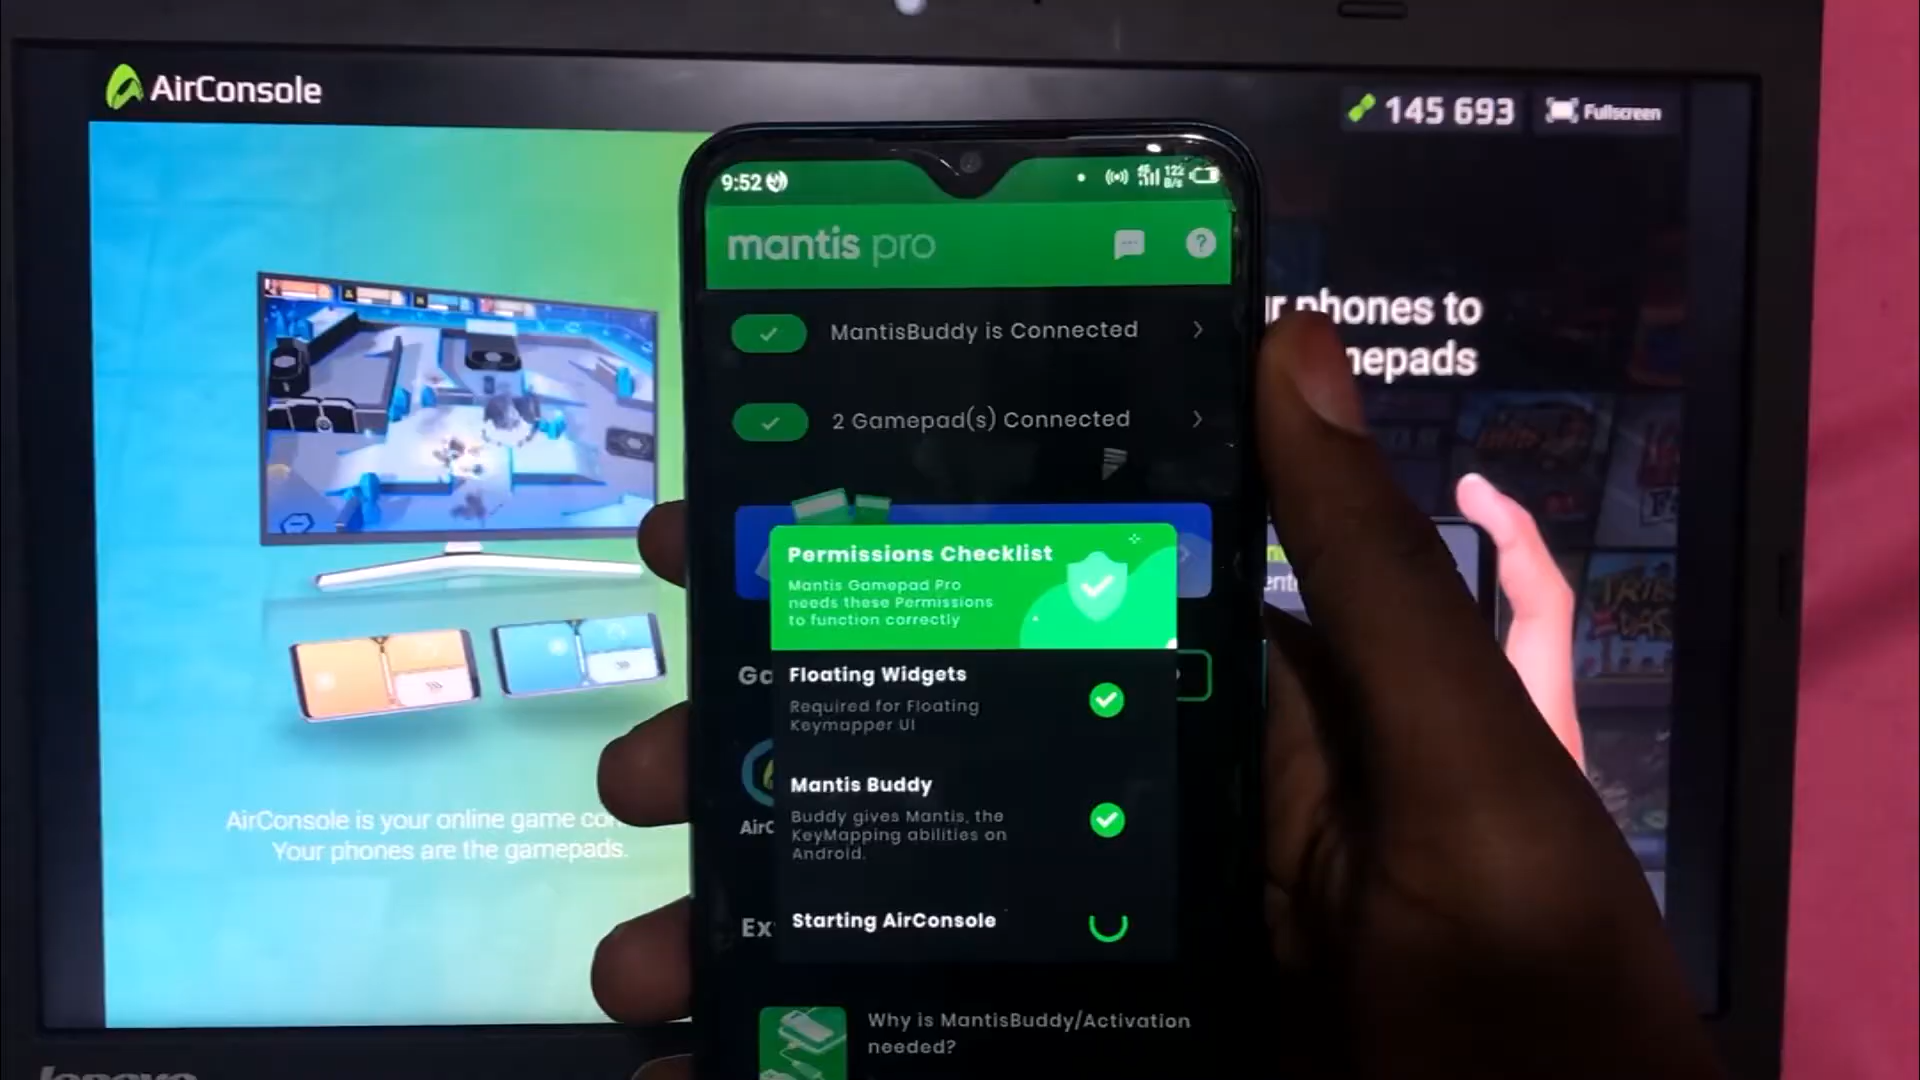 AirConsole
145 693
Fullscreen
phones to
AirConsole is your online game
Your phones are the gamepads.
9:52
122
B/s
mantis pro
MantisBuddy is Connected
2 Gamepad(s) Connected
Permissions Checklist
Mantis Gamepad Pro
needs these Permissions
to function correctly
Floating Widgets
Required for Floating
Keymapper UI
Mantis Buddy
Buddy gives Mantis, the
KeyMapping abilities on
Android.
Starting AirConsole
Why is MantisBuddy/Activation
needed?
lenovo